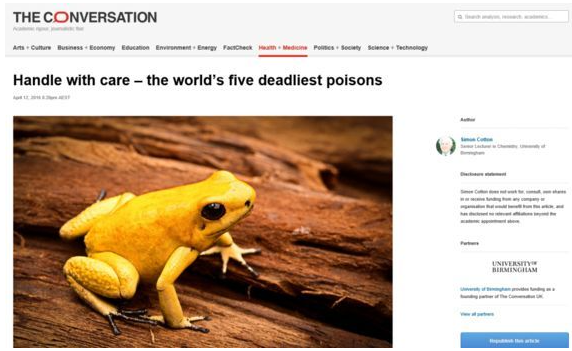 THE CONVERSATION
Academic rigour, journalistic flair
Search analysis, research, academics…
Arts + Culture Business + Economy Education Environment + Energy FactCheck Health + Medicine Politics + Society Science + Technology
Handle with care – the world's five deadliest poisons
April 12, 2016 8.28pm AEST
Author
Simon Cotton
Senior Lecturer in Chemistry, University of
Birmingham
Disclosure statement
Simon Cotton does not work for, consult, own shares
in or receive funding from any company or
organisation that would benefit from this article, and
has disclosed no relevant affiliations beyond the
academic appointment above.
Partners
UNIVERSITY OF
BIRMINGHAM
University of Birmingham provides funding as a
founding partner of The Conversation UK.
View all partners
Republish this article